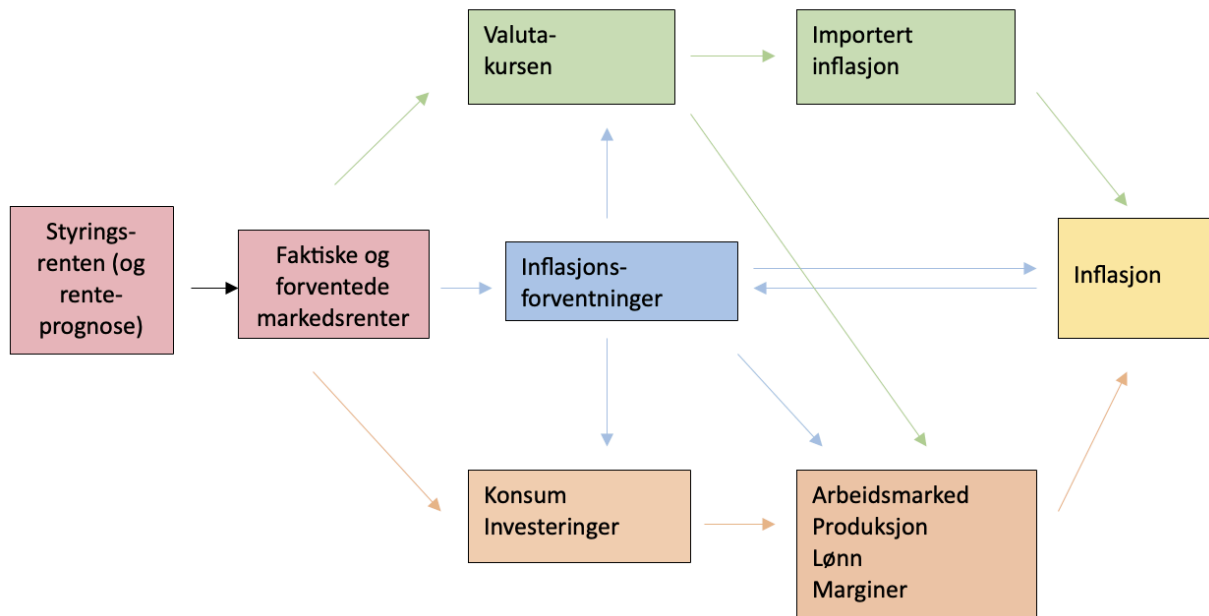 Valuta-
kursen
Importert
inflasjon
Styrings-
renten (og
rente-
prognose)
Faktiske og
forventede
markedsrenter
Inflasjons-
forventninger
Inflasjon
Konsum
Investeringer
Arbeidsmarked
Produksjon
Lønn
Marginer